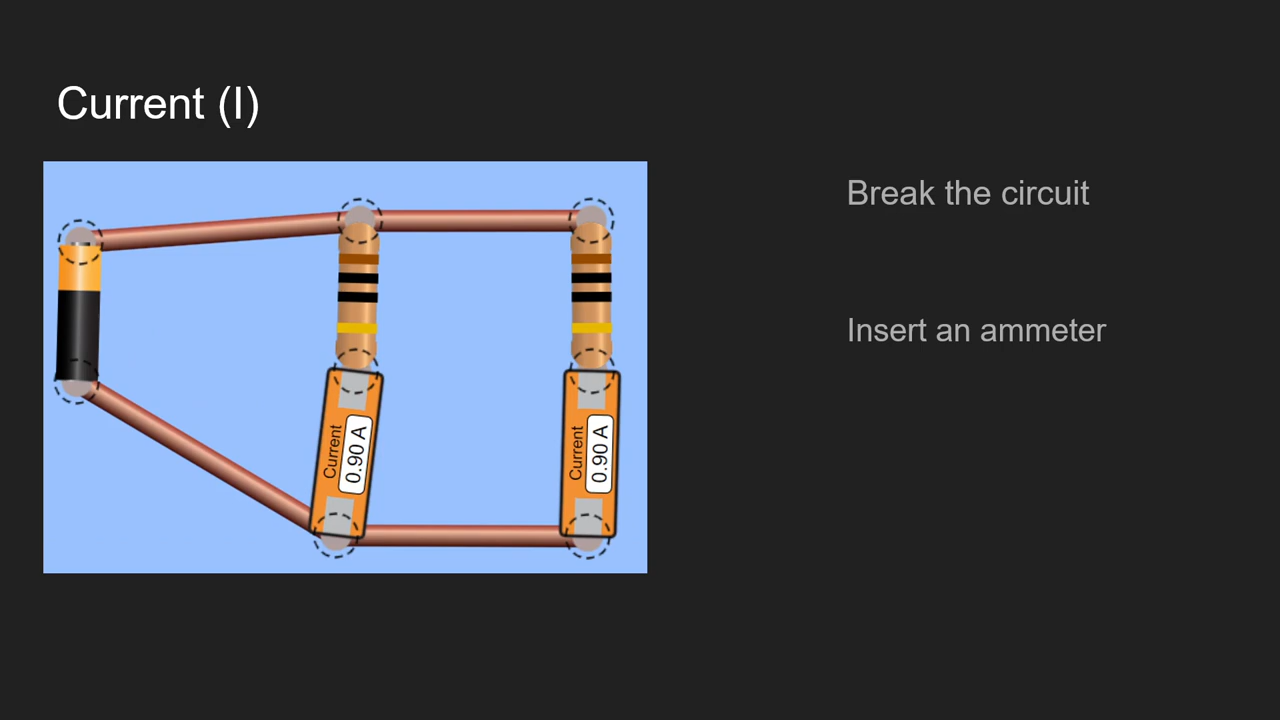 Current (I)
Break the circuit
Insert an ammeter
Current
0.90 A
Current
0.90 A